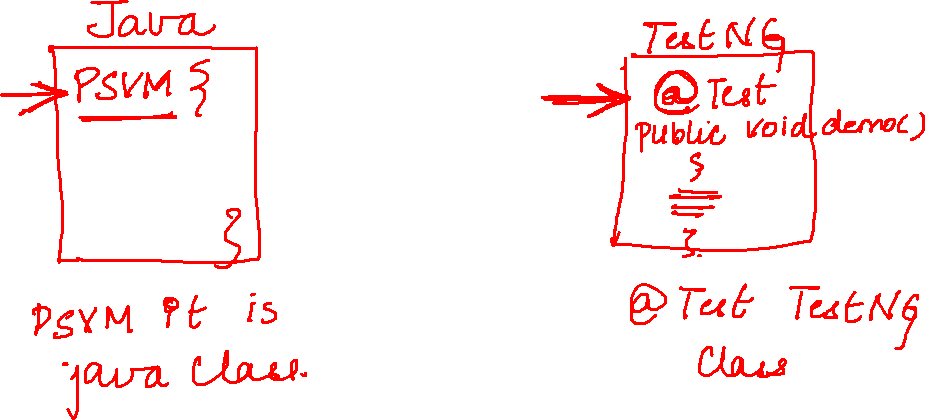 Java
PSVM {
}
PSVM it is
java class.
TestNG
@Test
public void demo()
{
}.
@Test TestNG
class